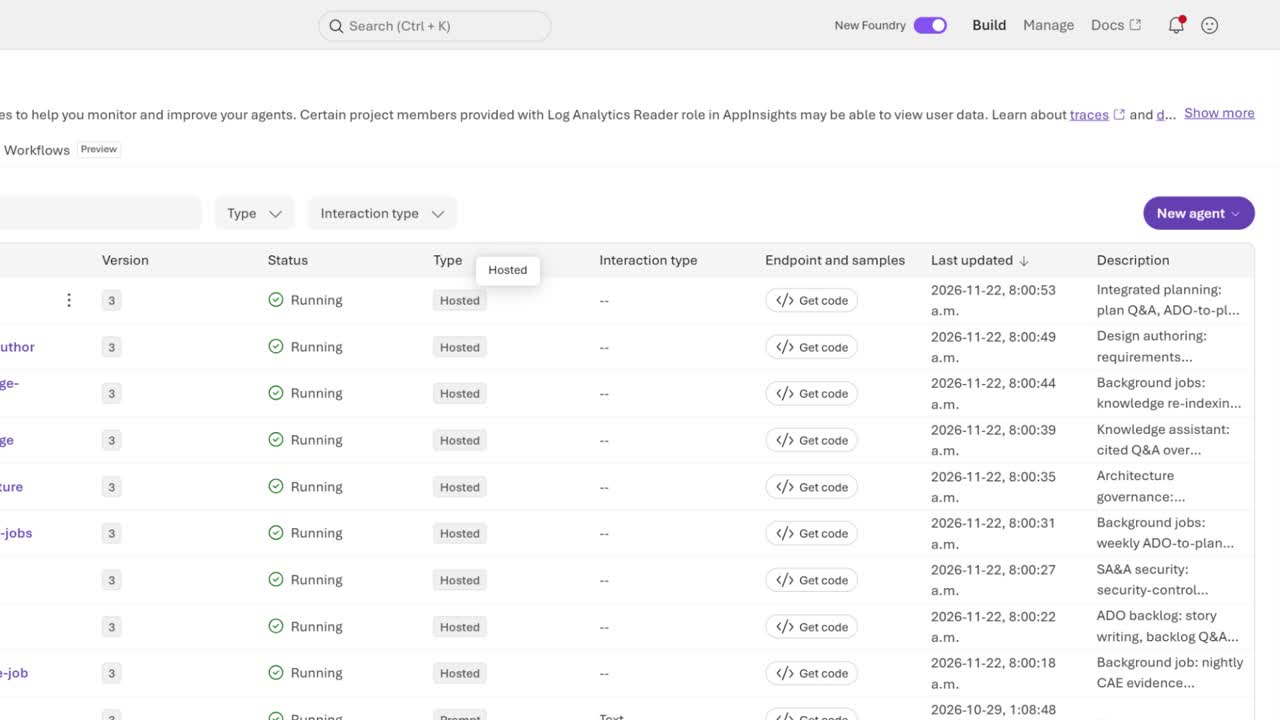 Search (Ctrl + K)
New Foundry
Build
Manage
Docs
es to help you monitor and improve your agents. Certain project members provided with Log Analytics Reader role in AppInsights may be able to view user data. Learn about traces and d... Show more
Workflows Preview
Type
Interaction type
New agent
Version Status Type Interaction type Endpoint and samples Last updated Description
Hosted
3 Running Hosted -- Get code 2026-11-22, 8:00:53 a.m. Integrated planning:
plan Q&A, ADO-to-pl...
uthor 3 Running Hosted -- Get code 2026-11-22, 8:00:49 a.m. Design authoring:
requirements...
ge-
3 Running Hosted -- Get code 2026-11-22, 8:00:44 a.m. Background jobs:
knowledge re-indexin...
ge 3 Running Hosted -- Get code 2026-11-22, 8:00:39 a.m. Knowledge assistant:
cited Q&A over...
ture 3 Running Hosted -- Get code 2026-11-22, 8:00:35 a.m. Architecture
governance:...
-jobs 3 Running Hosted -- Get code 2026-11-22, 8:00:31 a.m. Background jobs:
weekly ADO-to-plan...
3 Running Hosted -- Get code 2026-11-22, 8:00:27 a.m. SA&A security:
security-control...
3 Running Hosted -- Get code 2026-11-22, 8:00:22 a.m. ADO backlog: story
writing, backlog Q&A...
e-job 3 Running Hosted -- Get code 2026-11-22, 8:00:18 a.m. Background job: nightly
CAE evidence...
3 Running Prompt Text Get code 2026-10-29, 1:08:48